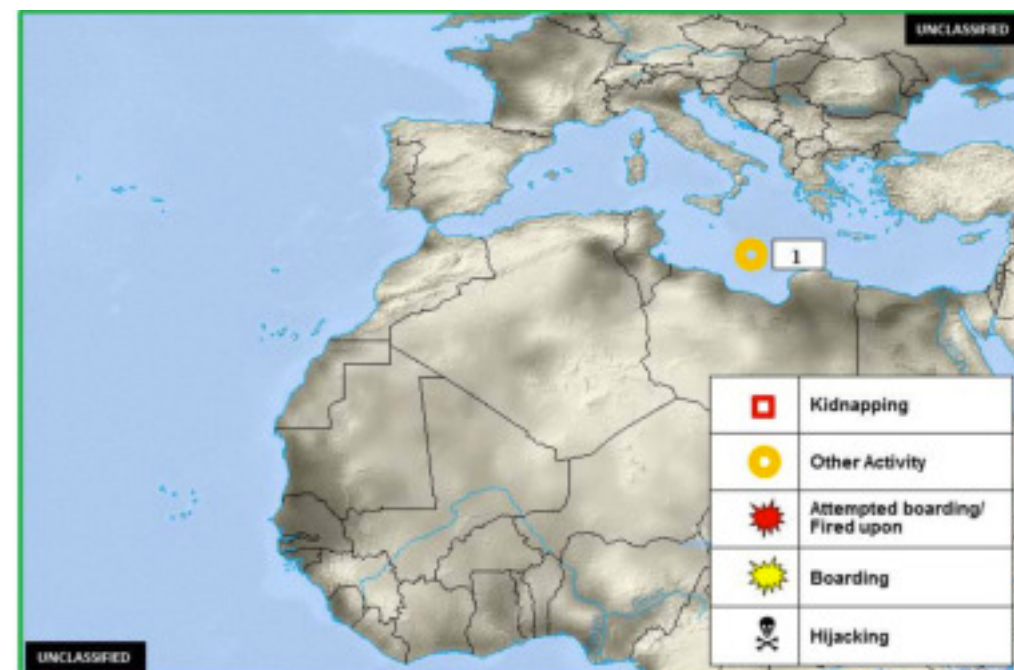 UNCLASSIFIED
1
Kidnapping
Other Activity
Attempted boarding/
Fired upon
Boarding
Hijacking
UNCLASSIFIED